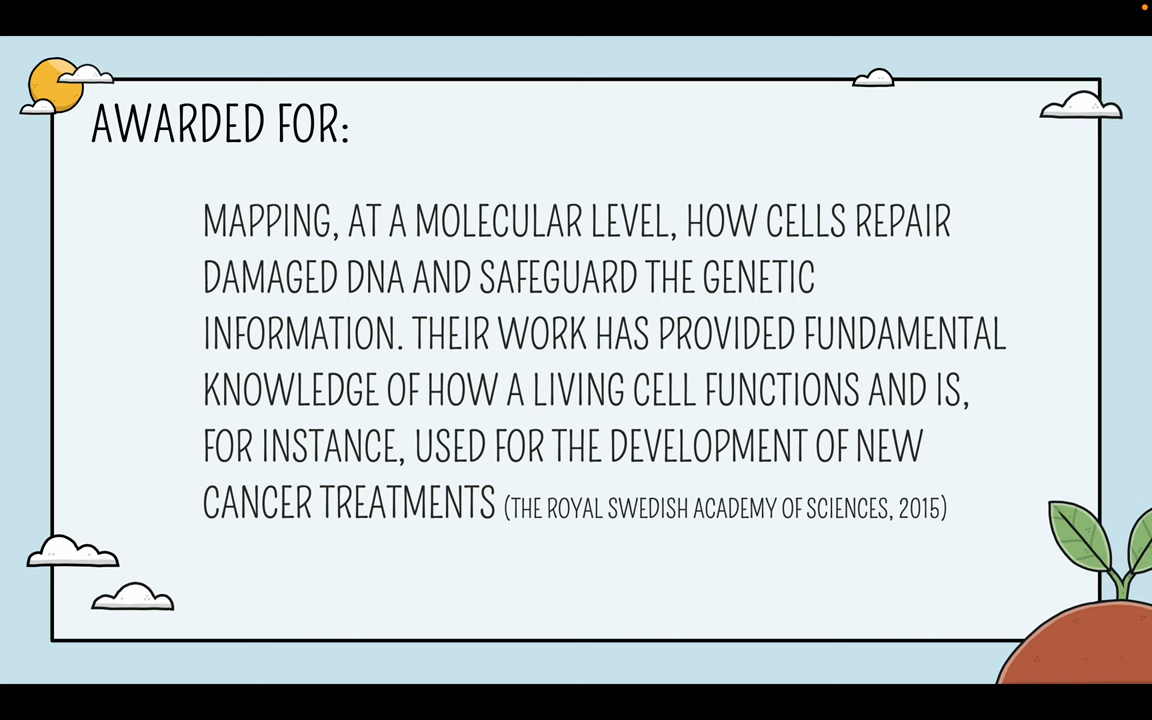 AWARDED FOR:
MAPPING, AT A MOLECULAR LEVEL, HOW CELLS REPAIR
DAMAGED DNA AND SAFEGUARD THE GENETIC
INFORMATION. THEIR WORK HAS PROVIDED FUNDAMENTAL
KNOWLEDGE OF HOW A LIVING CELL FUNCTIONS AND IS,
FOR INSTANCE, USED FOR THE DEVELOPMENT OF NEW
CANCER TREATMENTS (THE ROYAL SWEDISH ACADEMY OF SCIENCES, 2015)